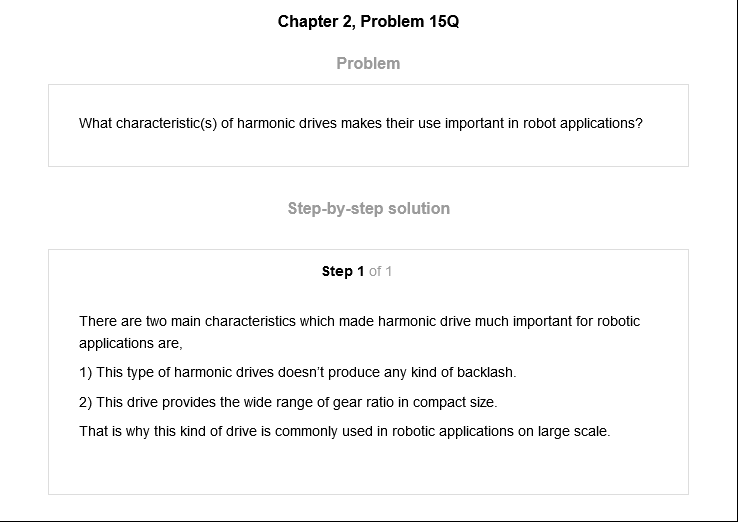 Chapter 2, Problem 15Q
Problem
What characteristic(s) of harmonic drives makes their use important in robot applications?
Step-by-step solution
Step 1 of 1
There are two main characteristics which made harmonic drive much important for robotic
applications are,
1) This type of harmonic drives doesn't produce any kind of backlash.
2) This drive provides the wide range of gear ratio in compact size.
That is why this kind of drive is commonly used in robotic applications on large scale.